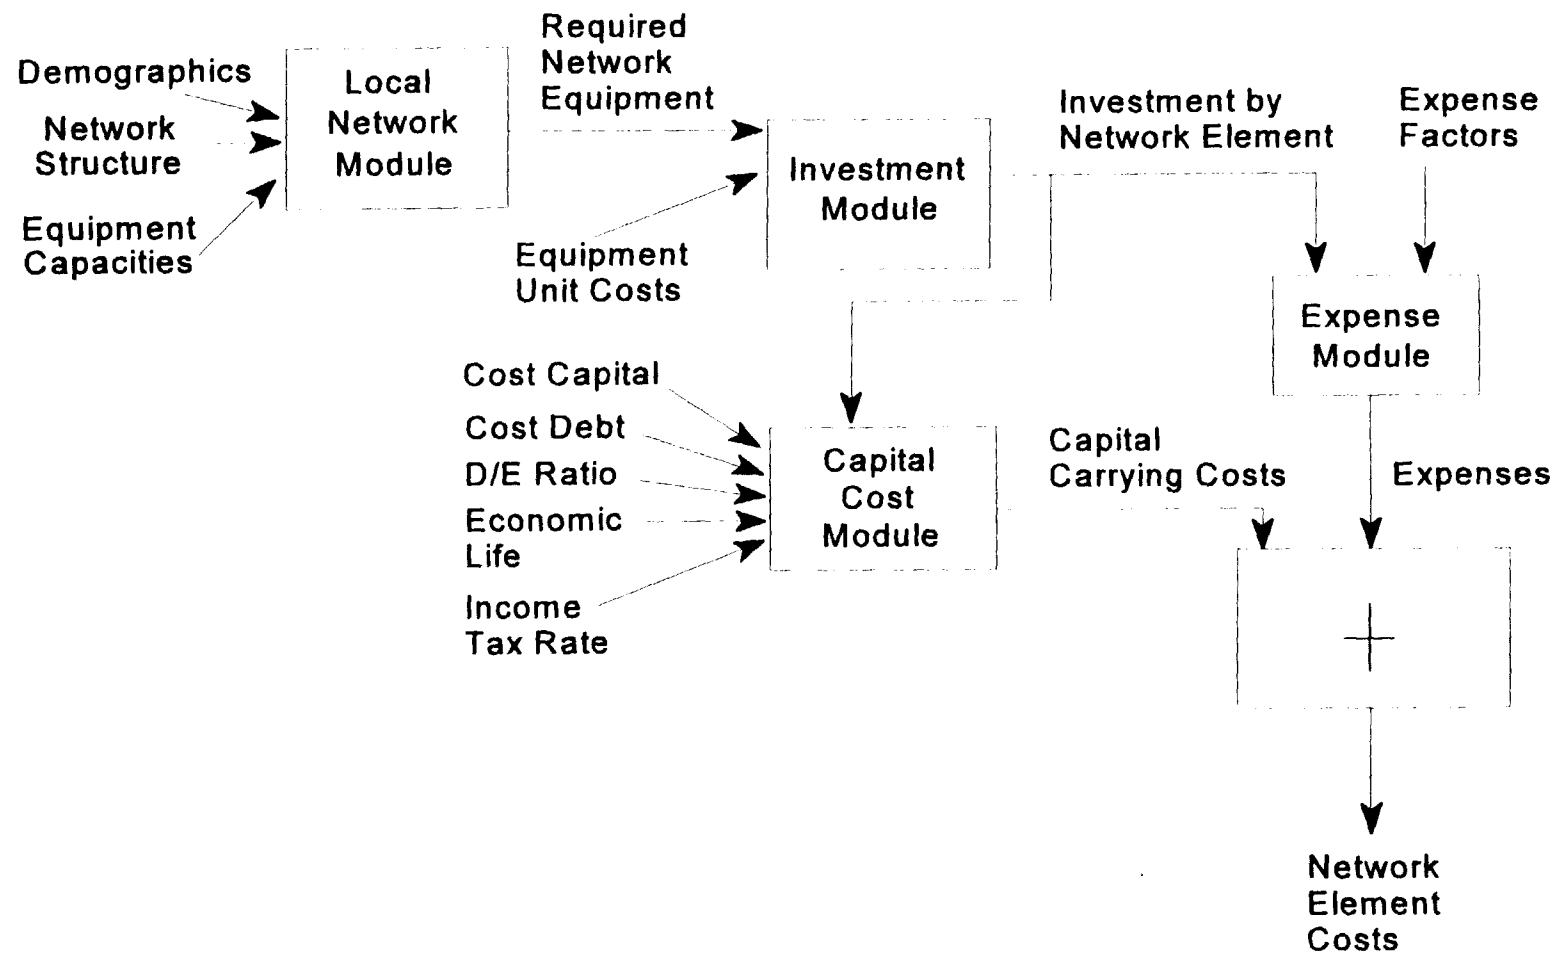 Demographics
Network
Structure
Equipment
Capacities
Local
Network
Module
Required
Network
Equipment
Equipment
Unit Costs
Investment
Module
Investment by
Network Element
Expense
Factors
Expense
Module
Cost Capital
Cost Debt
D/E Ratio
Economic
Life
Income
Tax Rate
Capital
Cost
Module
Capital
Carrying Costs
Expenses
+
Network
Element
Costs